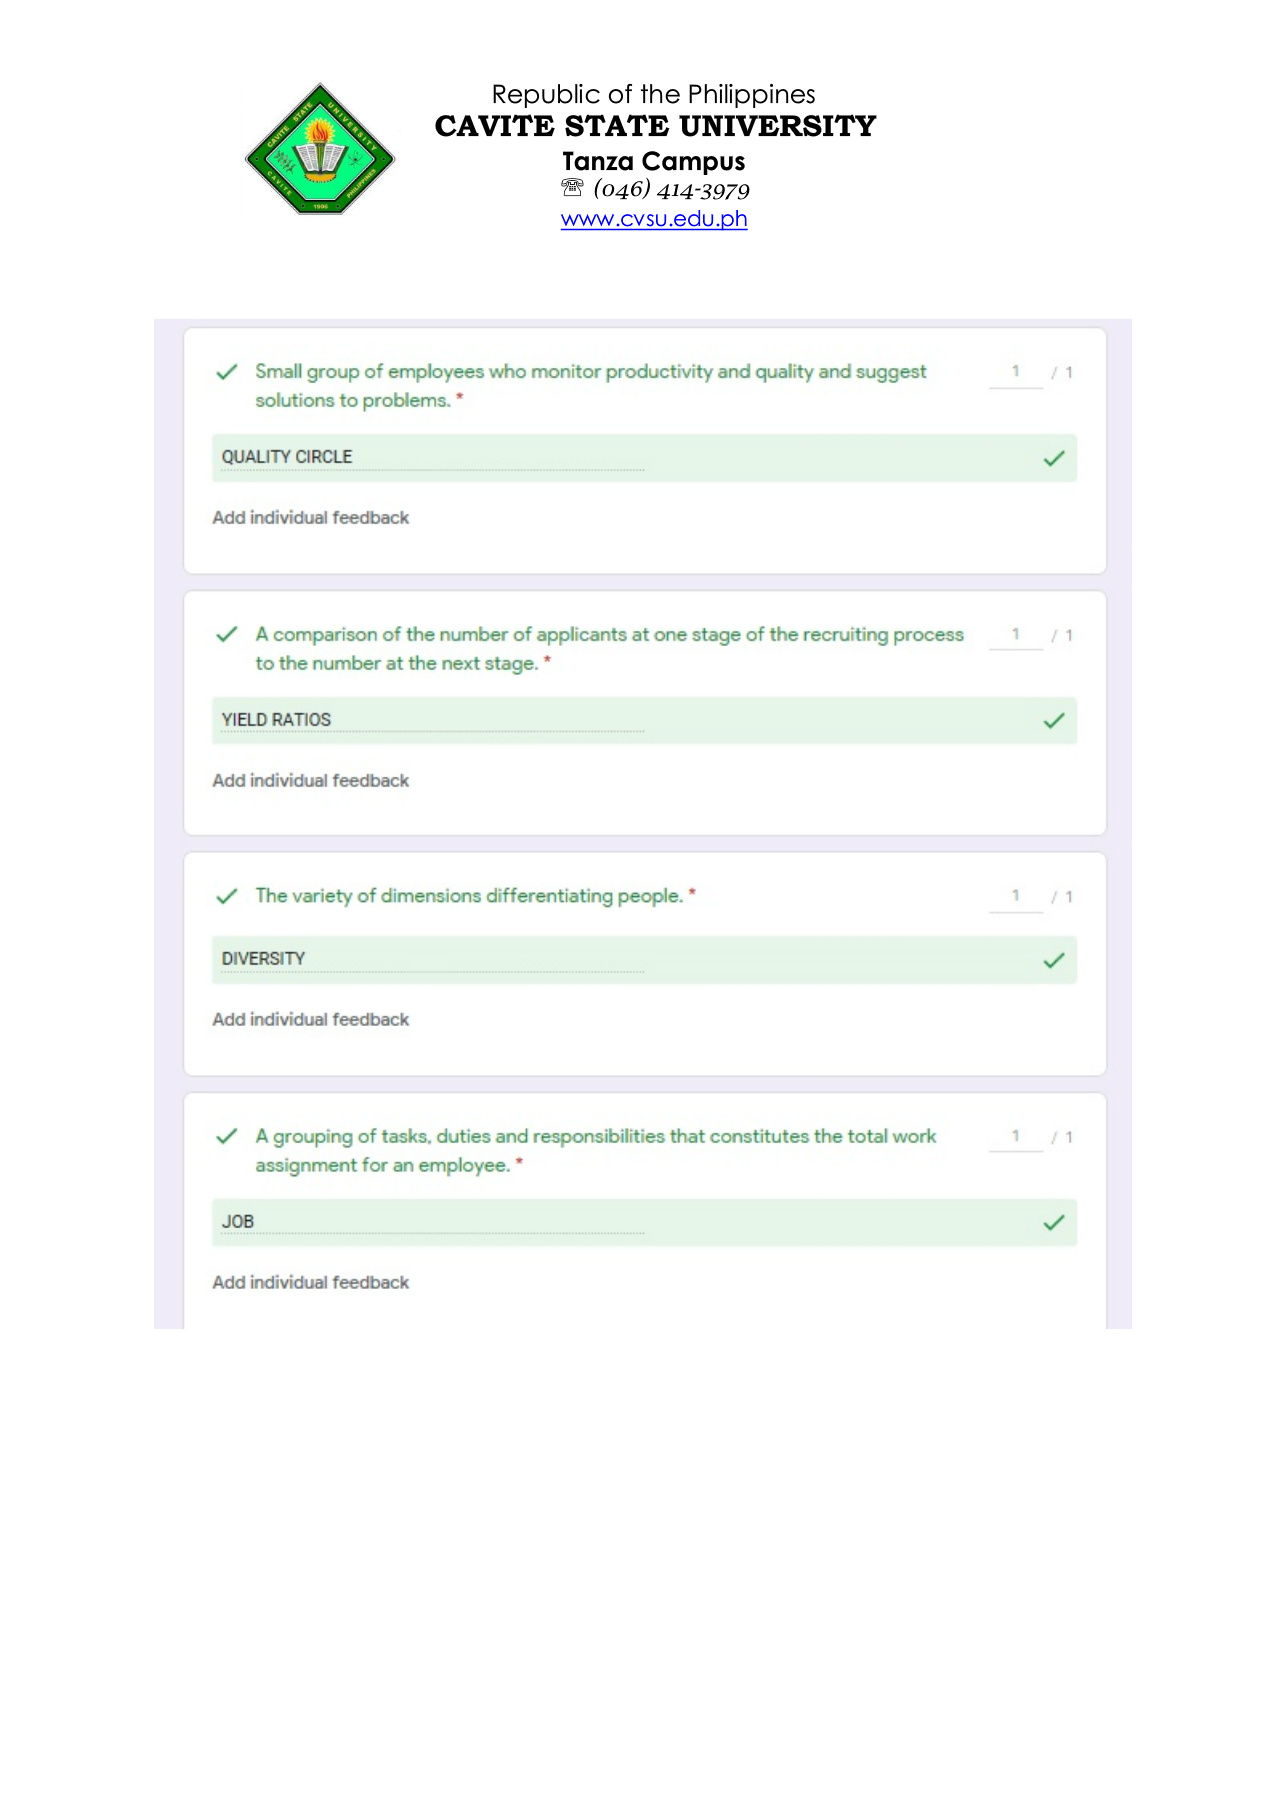 Republic of the Philippines
CAVITE STATE UNIVERSITY
Tanza Campus
☏ (046) 414-3979
www.cvsu.edu.ph
CAVITE STATE UNIVERSITY
CAVITE PHILIPPINES
1906
Small group of employees who monitor productivity and quality and suggest
solutions to problems. *
1 / 1
QUALITY CIRCLE
Add individual feedback
A comparison of the number of applicants at one stage of the recruiting process
to the number at the next stage. *
1 / 1
YIELD RATIOS
Add individual feedback
The variety of dimensions differentiating people. *
1 / 1
DIVERSITY
Add individual feedback
A grouping of tasks, duties and responsibilities that constitutes the total work
assignment for an employee. *
1 / 1
JOB
Add individual feedback